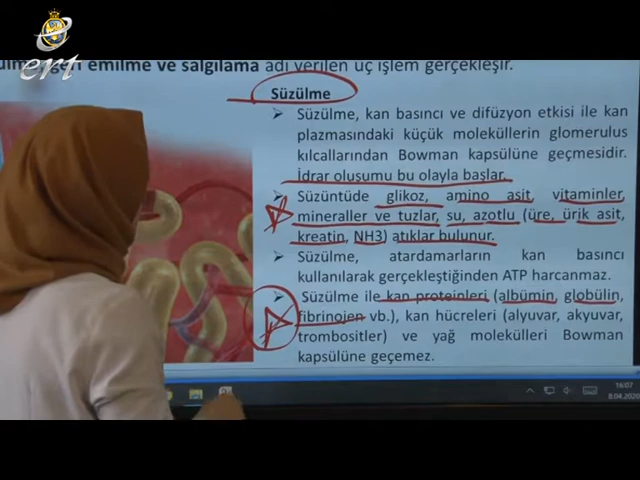 ert
emilme ve salgılama adı verilen üç işlem gerçekleşir.
Süzülme
➢ Süzülme, kan basıncı ve difüzyon etkisi ile kan
plazmasındaki küçük moleküllerin glomerulus
kılcallarından Bowman kapsülüne geçmesidir.
İdrar oluşumu bu olayla başlar.
➢ Süzüntüde glikoz, amino asit, vitaminler,
mineraller ve tuzlar, su, azotlu (üre, ürik asit,
kreatin, NH3) atıklar bulunur.
➢ Süzülme, atardamarların kan basıncı
kullanılarak gerçekleştiğinden ATP harcanmaz.
➢ Süzülme ile kan proteinleri (albümin, globülin,
fibrinojen vb.), kan hücreleri (alyuvar, akyuvar,
trombositler) ve yağ molekülleri Bowman
kapsülüne geçemez.
16:07
8.04.2020